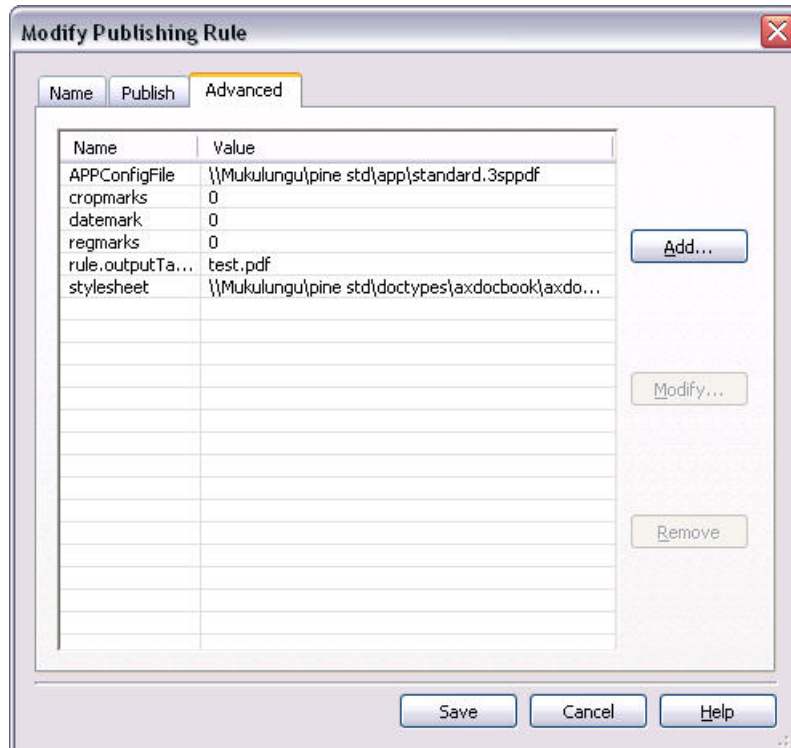 Modify Publishing Rule
Name Publish Advanced
Name Value
APPConfigFile \\Mukulungu\pine std\app\standard.3sppdf
cropmarks 0
datemark 0
regmarks 0
rule.outputTa... test.pdf
stylesheet \\Mukulungu\pine std\doctypes\axdocbook\axdo...
Add...
Modify...
Remove
Save Cancel Help